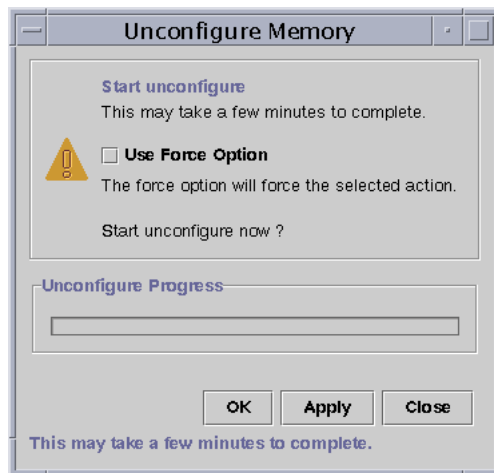 Unconfigure Memory
Start unconfigure
This may take a few minutes to complete.
Use Force Option
The force option will force the selected action.
Start unconfigure now ?
Unconfigure Progress
OK Apply Close
This may take a few minutes to complete.